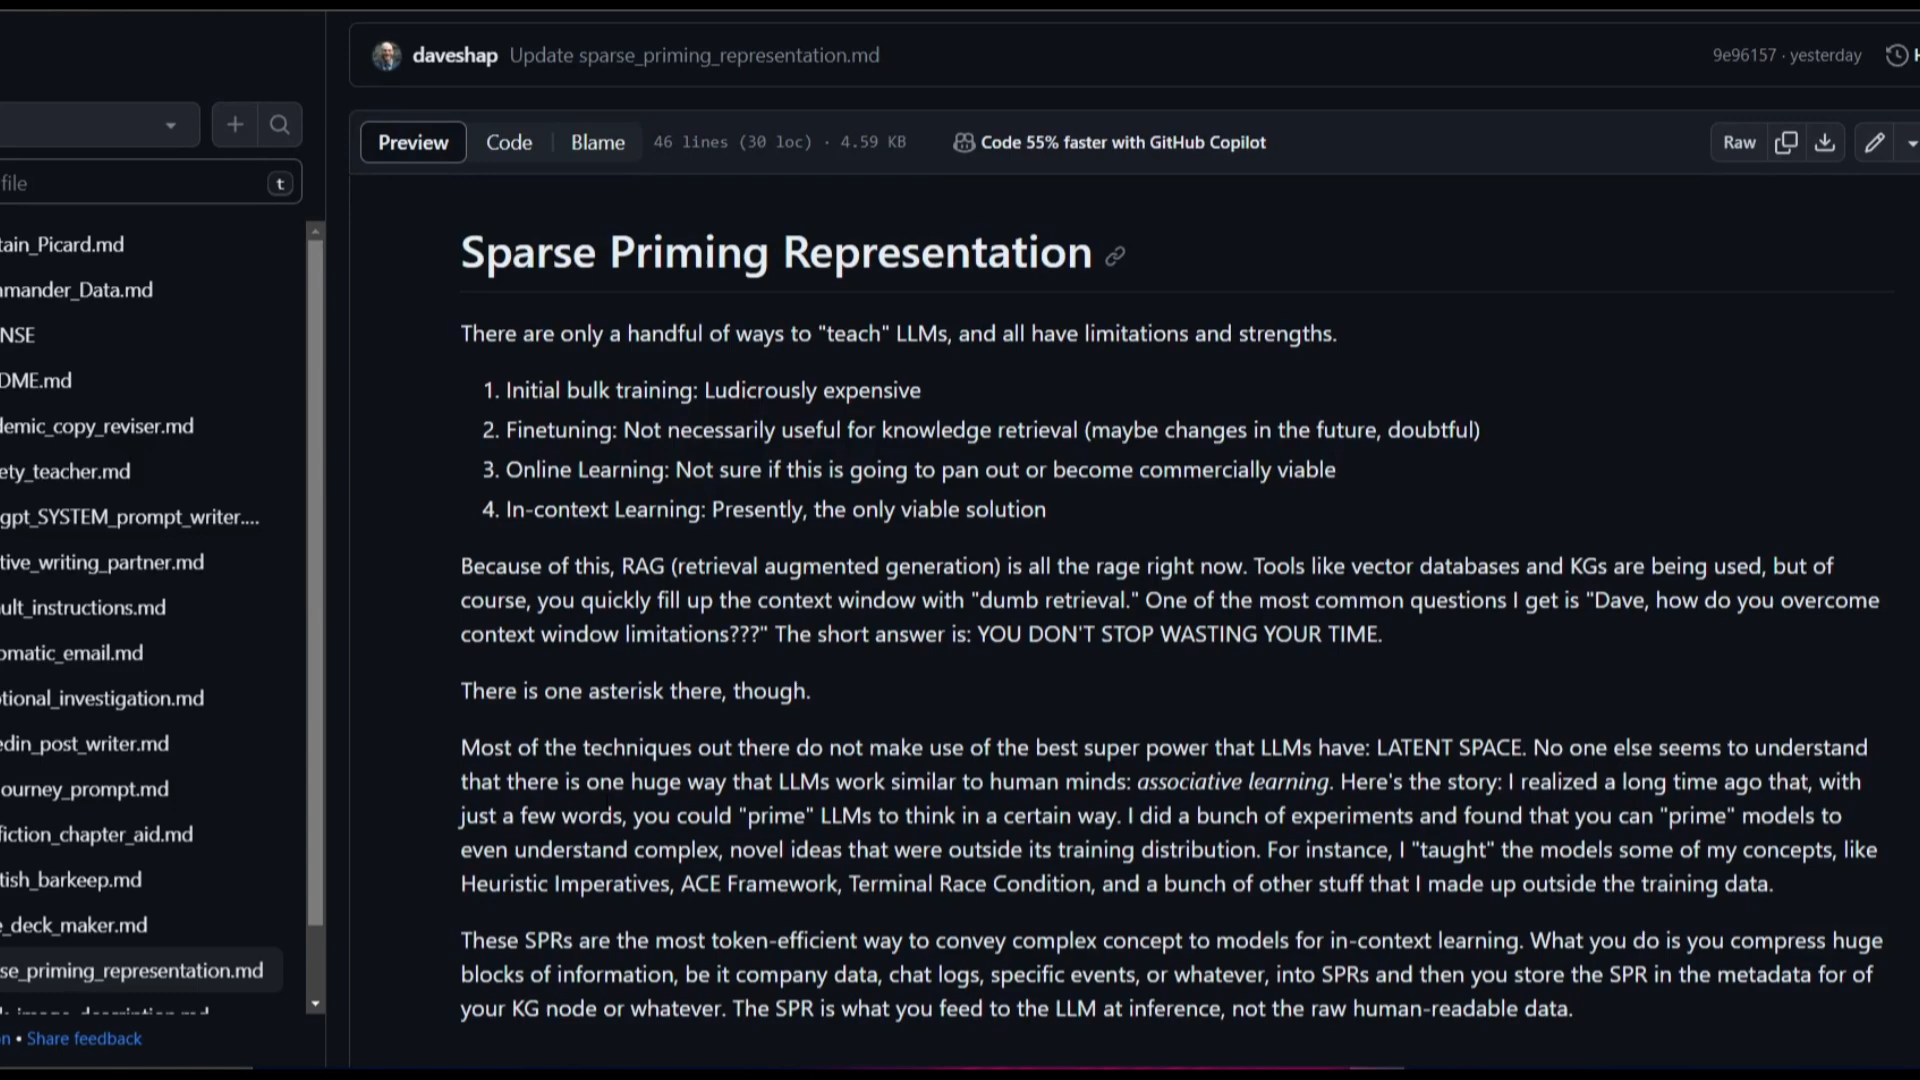 daveshap Update sparse_priming_representation.md
9e96157 · yesterday
file
t
Preview
Code
Blame
46 lines (30 loc) · 4.59 KB
Code 55% faster with GitHub Copilot
Raw
tain_Picard.md
mmander_Data.md
NSE
DME.md
demic_copy_reviser.md
ety_teacher.md
gpt_SYSTEM_prompt_writer....
tive_writing_partner.md
ult_instructions.md
omatic_email.md
tional_investigation.md
edin_post_writer.md
ourney_prompt.md
fiction_chapter_aid.md
tish_barkeep.md
e_deck_maker.md
se_priming_representation.md
n • Share feedback
Sparse Priming Representation
There are only a handful of ways to "teach" LLMs, and all have limitations and strengths.
1. Initial bulk training: Ludicrously expensive
2. Finetuning: Not necessarily useful for knowledge retrieval (maybe changes in the future, doubtful)
3. Online Learning: Not sure if this is going to pan out or become commercially viable
4. In-context Learning: Presently, the only viable solution
Because of this, RAG (retrieval augmented generation) is all the rage right now. Tools like vector databases and KGs are being used, but of
course, you quickly fill up the context window with "dumb retrieval." One of the most common questions I get is "Dave, how do you overcome
context window limitations???" The short answer is: YOU DON'T STOP WASTING YOUR TIME.
There is one asterisk there, though.
Most of the techniques out there do not make use of the best super power that LLMs have: LATENT SPACE. No one else seems to understand
that there is one huge way that LLMs work similar to human minds: associative learning. Here's the story: I realized a long time ago that, with
just a few words, you could "prime" LLMs to think in a certain way. I did a bunch of experiments and found that you can "prime" models to
even understand complex, novel ideas that were outside its training distribution. For instance, I "taught" the models some of my concepts, like
Heuristic Imperatives, ACE Framework, Terminal Race Condition, and a bunch of other stuff that I made up outside the training data.
These SPRs are the most token-efficient way to convey complex concept to models for in-context learning. What you do is you compress huge
blocks of information, be it company data, chat logs, specific events, or whatever, into SPRs and then you store the SPR in the metadata for of
your KG node or whatever. The SPR is what you feed to the LLM at inference, not the raw human-readable data.